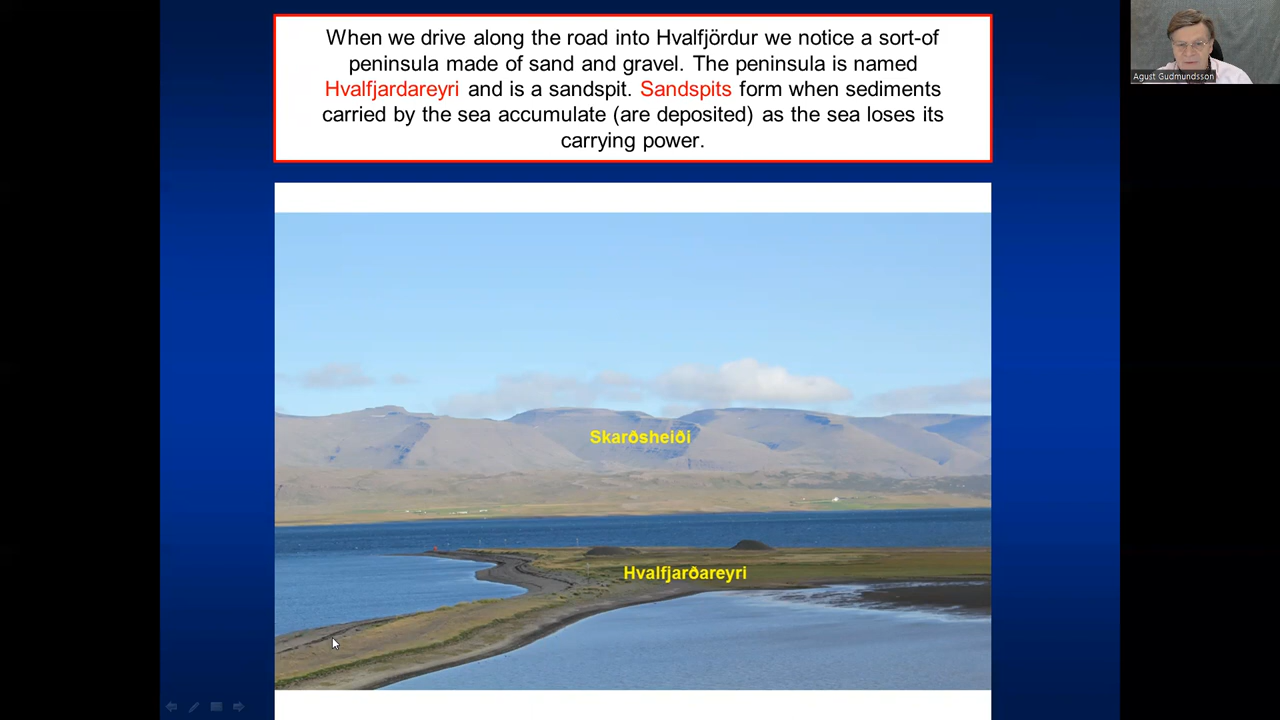 When we drive along the road into Hvalfjördur we notice a sort-of
peninsula made of sand and gravel. The peninsula is named
Hvalfjardareyri and is a sandspit. Sandspits form when sediments
carried by the sea accumulate (are deposited) as the sea loses its
carrying power.
Agust Gudmundsson
Skarðsheiði
Hvalfjarðareyri